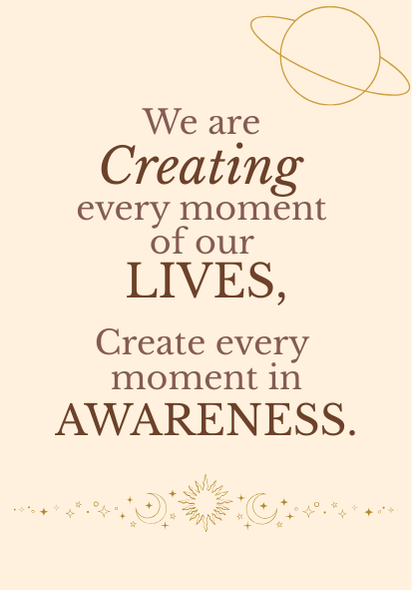 We are
Creating
every moment
of our
LIVES,
Create every
moment in
AWARENESS.